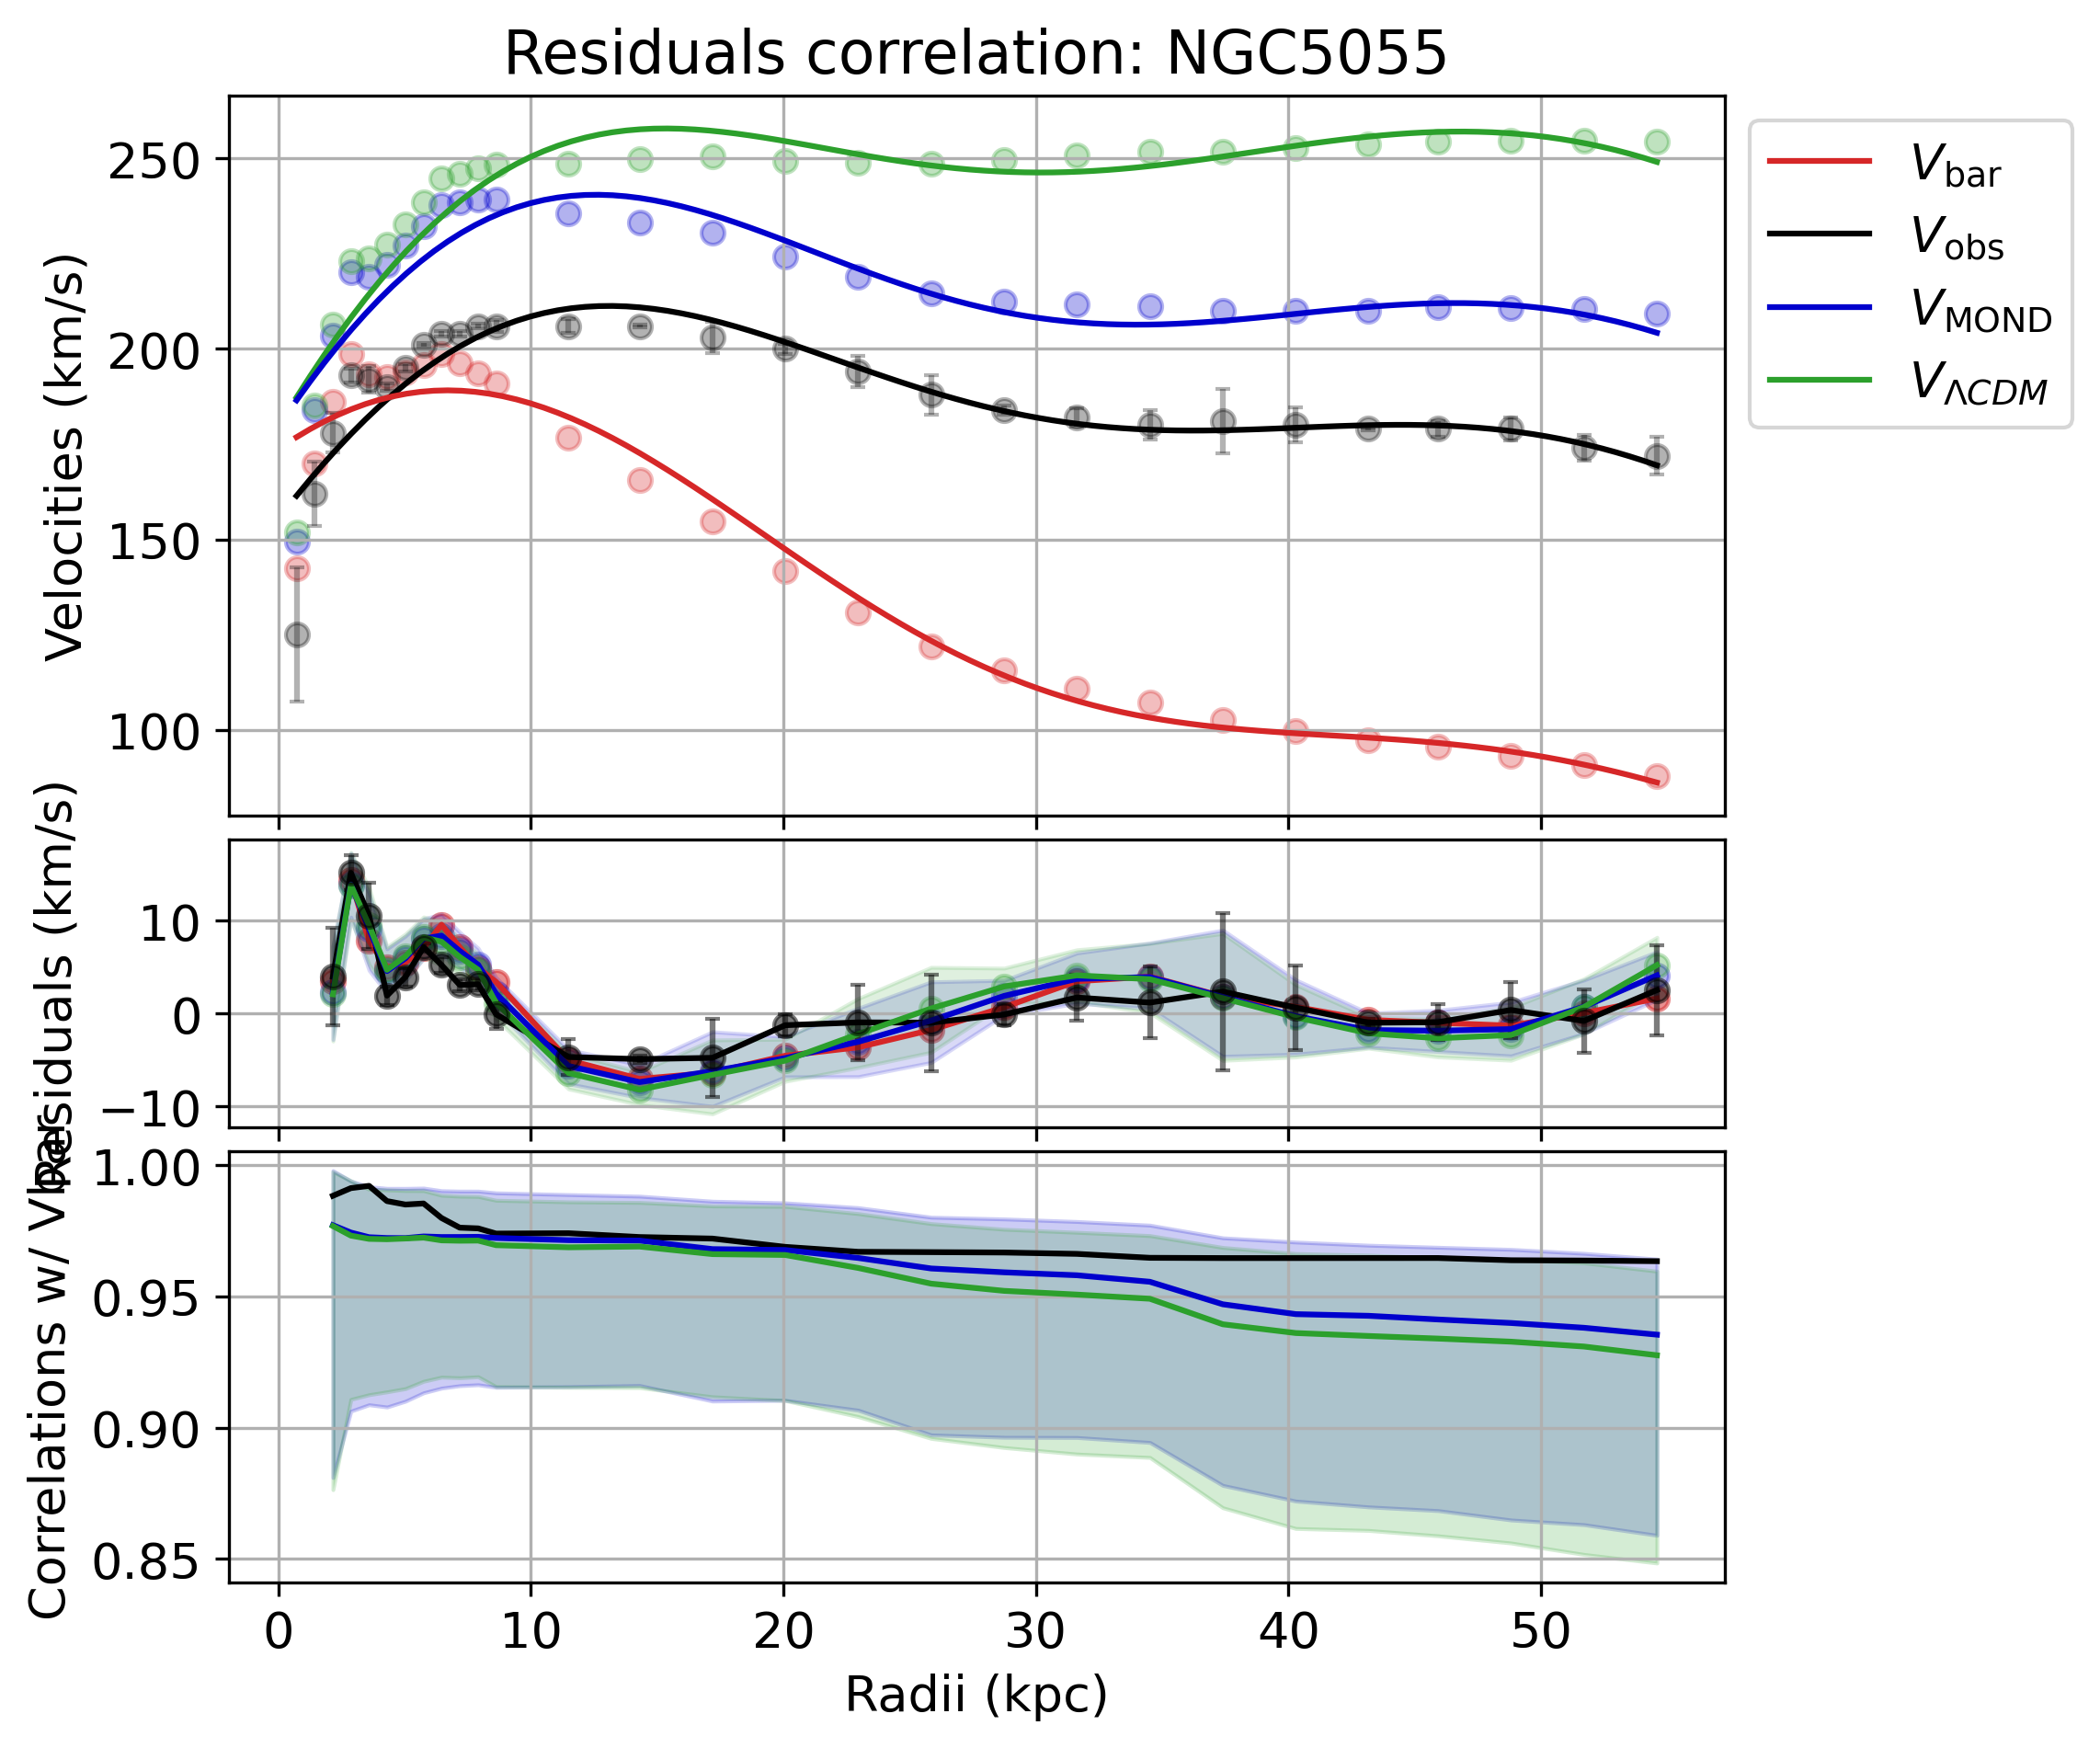 Residuals correlation: NGC5055
Velocities (km/s)
250
200
150
100
V_bar
V_obs
V_MOND
V_ΛCDM
Residuals (km/s)
10
0
−10
Correlations w/ Vbar
1.00
0.95
0.90
0.85
0 10 20 30 40 50
Radii (kpc)